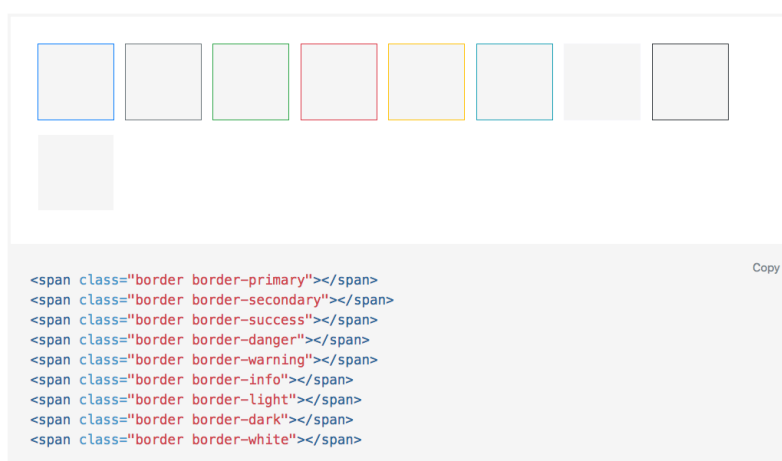 Copy
<span class="border border-primary"></span>
<span class="border border-secondary"></span>
<span class="border border-success"></span>
<span class="border border-danger"></span>
<span class="border border-warning"></span>
<span class="border border-info"></span>
<span class="border border-light"></span>
<span class="border border-dark"></span>
<span class="border border-white"></span>